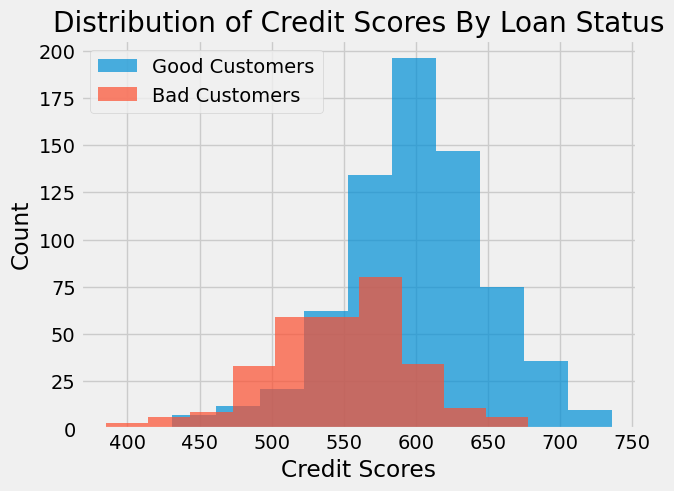 Distribution of Credit Scores By Loan Status
200
175
150
125
100
75
50
25
0
Count
Good Customers
Bad Customers
400 450 500 550 600 650 700 750
Credit Scores